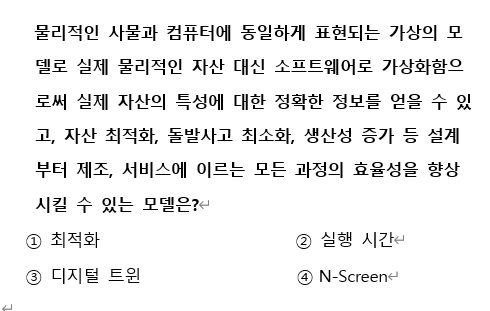 물리적인 사물과 컴퓨터에 동일하게 표현되는 가상의 모
델로 실제 물리적인 자산 대신 소프트웨어로 가상화함으
로써 실제 자산의 특성에 대한 정확한 정보를 얻을 수 있
고, 자산 최적화, 돌발사고 최소화, 생산성 증가 등 설계
부터 제조, 서비스에 이르는 모든 과정의 효율성을 향상
시킬 수 있는 모델은?↵
① 최적화 ② 실행 시간↵
③ 디지털 트윈 ④ N-Screen↵
↵